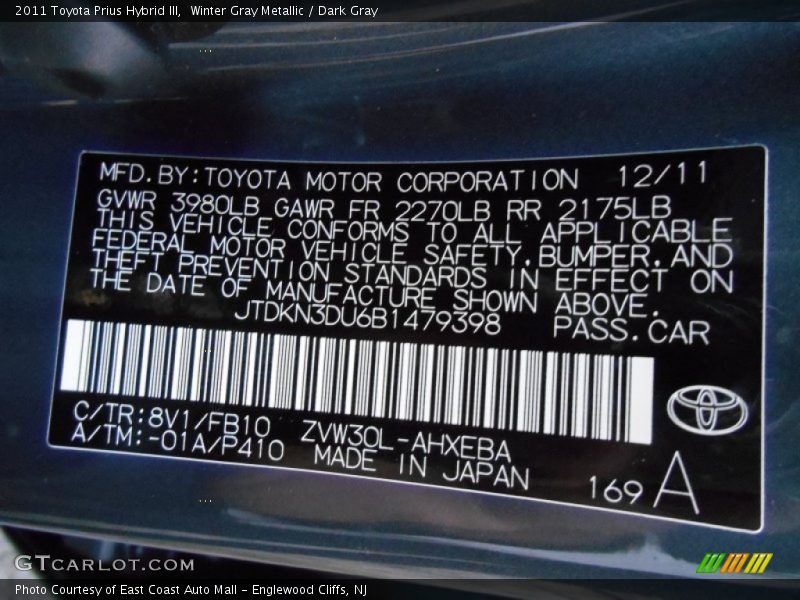 2011 Toyota Prius Hybrid III,  Winter Gray Metallic / Dark Gray
MFD.BY:TOYOTA MOTOR CORPORATION 12/11
GVWR 3980LB GAWR FR 2270LB RR 2175LB
THIS VEHICLE CONFORMS TO ALL APPLICABLE
FEDERAL MOTOR VEHICLE SAFETY,BUMPER,AND
THEFT PREVENTION STANDARDS IN EFFECT ON
THE DATE OF MANUFACTURE SHOWN ABOVE.
JTDKN3DU6B1479398 PASS.CAR
C/TR:8V1/FB10 ZVW30L-AHXEBA
A/TM:-01A/P410 MADE IN JAPAN
169 A
GTCARLOT.COM
Photo Courtesy of East Coast Auto Mall - Englewood Cliffs, NJ